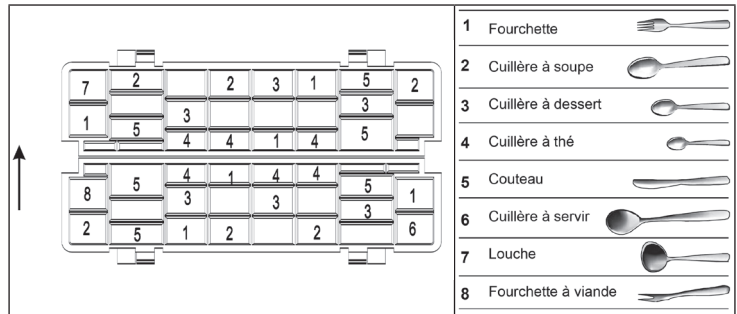 7 2 2 3 1 5 2
3
1 3
5 5
4 4 1 4
5 4 1 4 4
8 5 1
3 3
3
2 5 1 2 2 6
1 Fourchette
2 Cuillère à soupe
3 Cuillère à dessert
4 Cuillère à thé
5 Couteau
6 Cuillère à servir
7 Louche
8 Fourchette à viande